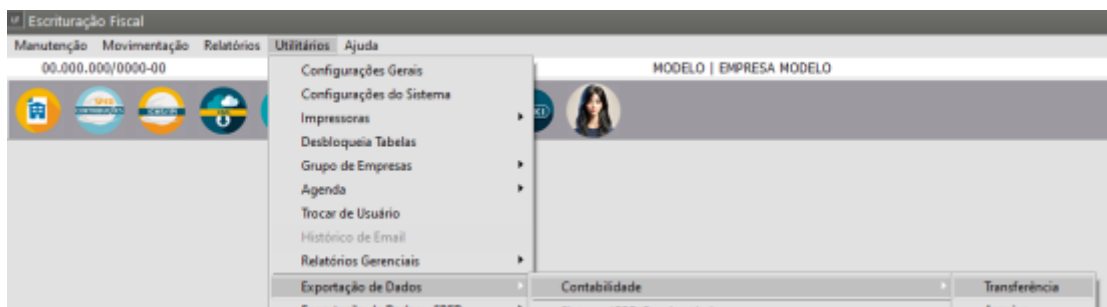 Escrituração Fiscal
Manutenção Movimentação Relatórios Utilitários Ajuda
00.000.000/0000-00 MODELO | EMPRESA MODELO
Configurações Gerais
Configurações do Sistema
Impressoras
Desbloqueia Tabelas
Grupo de Empresas
Agenda
Trocar de Usuário
Histórico de Email
Relatórios Gerenciais
Exportação de Dados Contabilidade Transferência